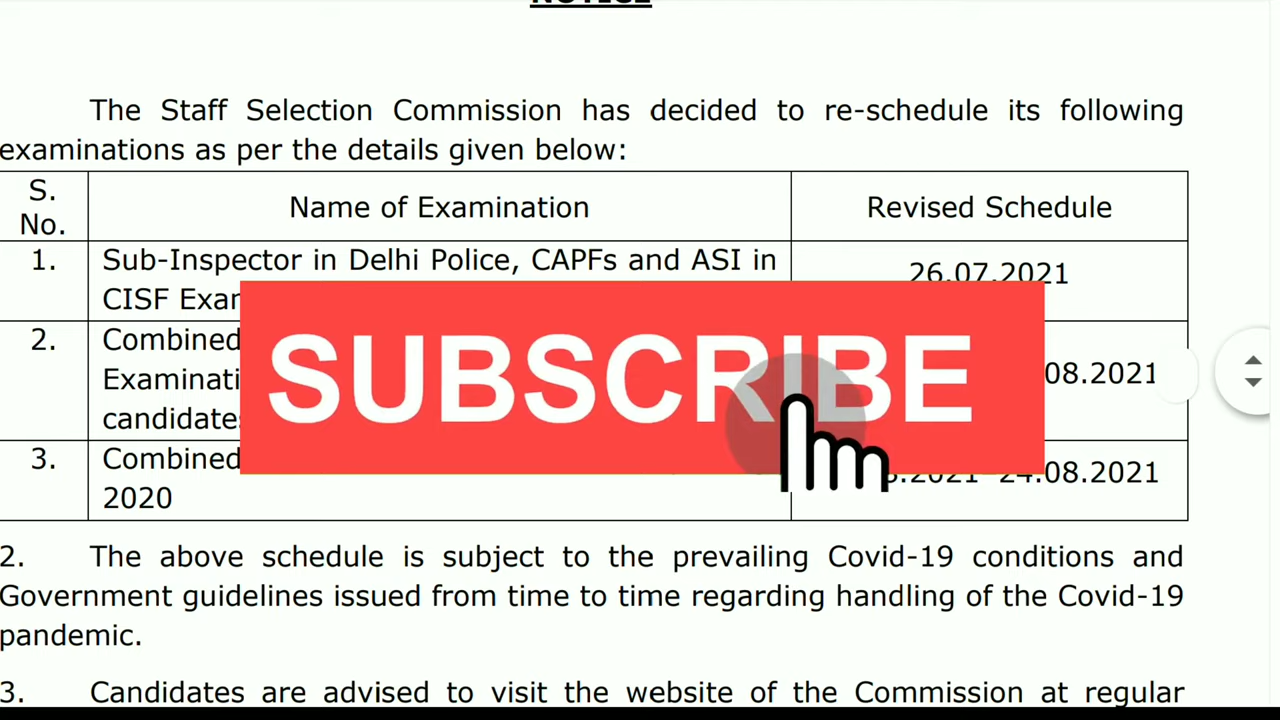 NOTICE
The Staff Selection Commission has decided to re-schedule its following
examinations as per the details given below:
S. No. Name of Examination Revised Schedule
1. Sub-Inspector in Delhi Police, CAPFs and ASI in 26.07.2021
CISF
2. Combined 08.2021
candidates
SUBSCRIBE
3. Combined 24.08.2021
2020
2. The above schedule is subject to the prevailing Covid-19 conditions and
Government guidelines issued from time to time regarding handling of the Covid-19
pandemic.
3. Candidates are advised to visit the website of the Commission at regular